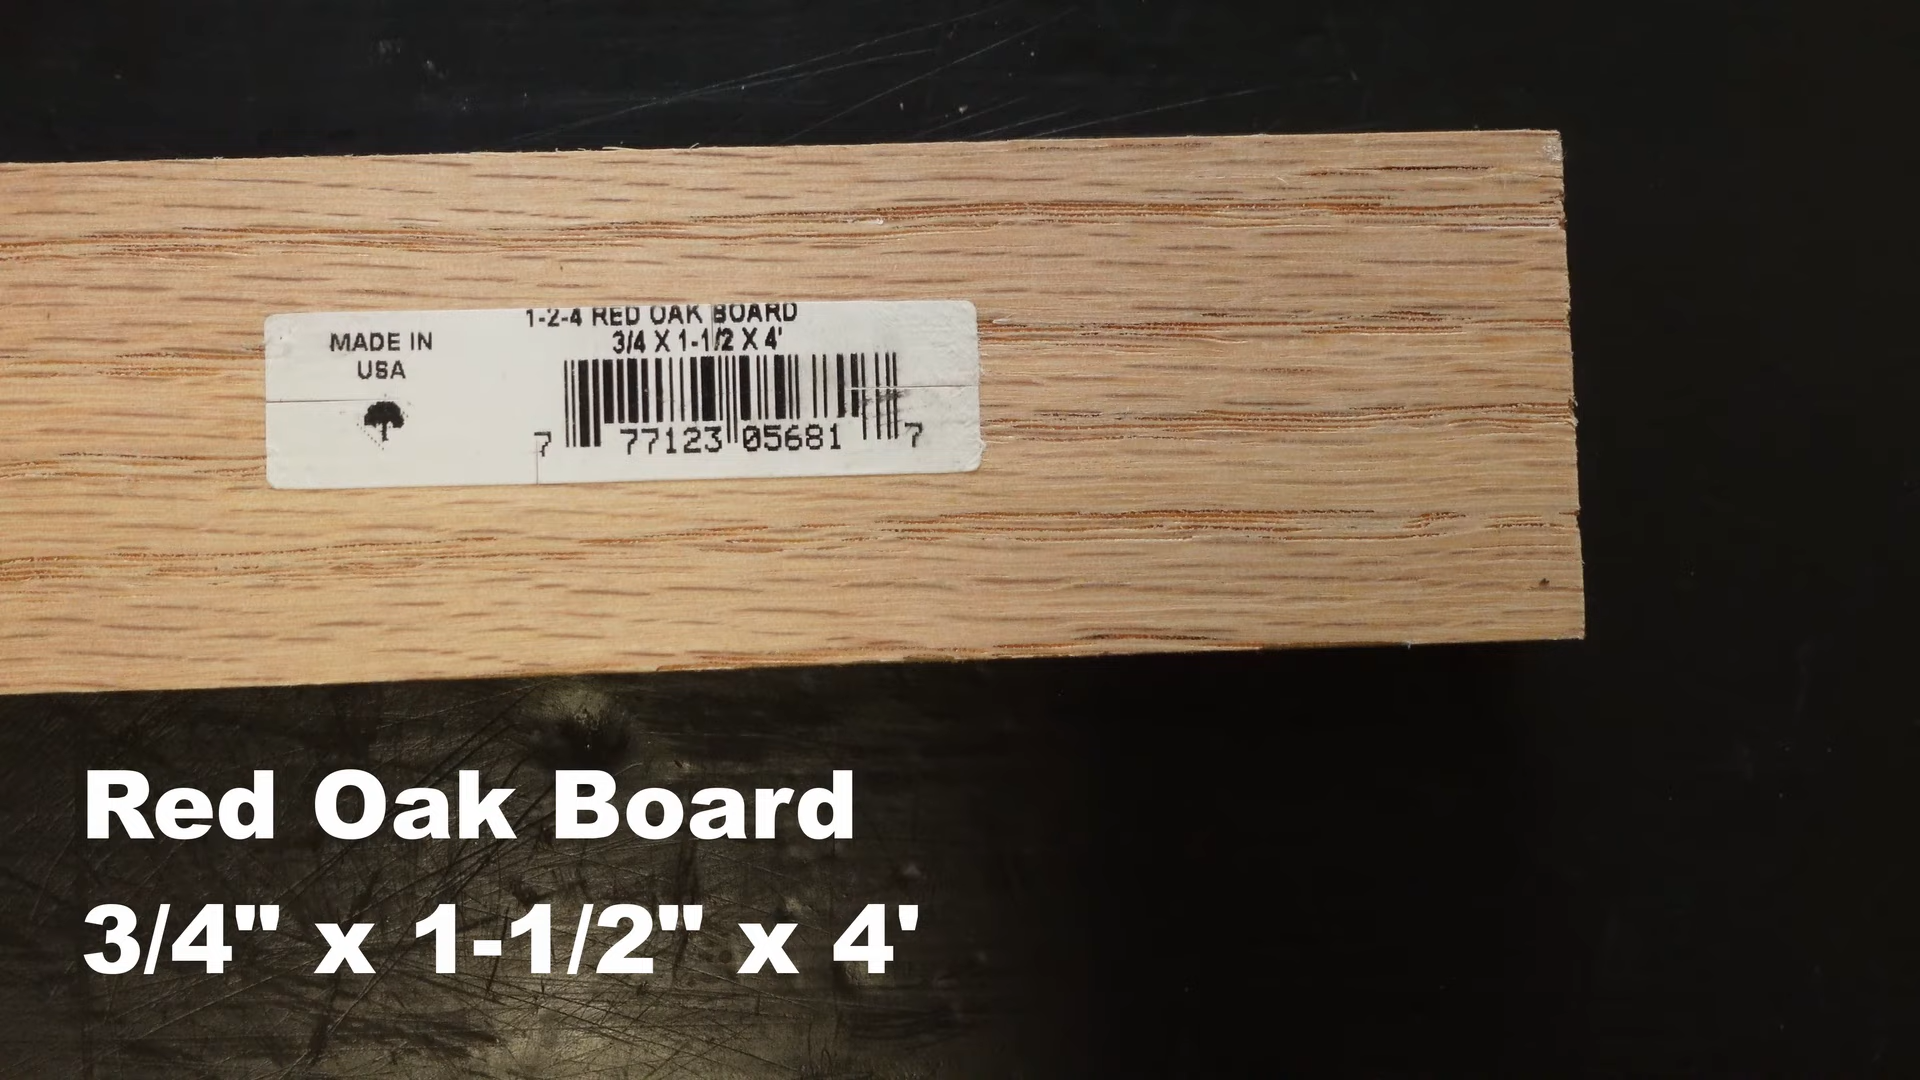 1-2-4 RED OAK BOARD
3/4 X 1-1/2 X 4'
MADE IN
USA
7 77123 05681 7
Red Oak Board
3/4" x 1-1/2" x 4'